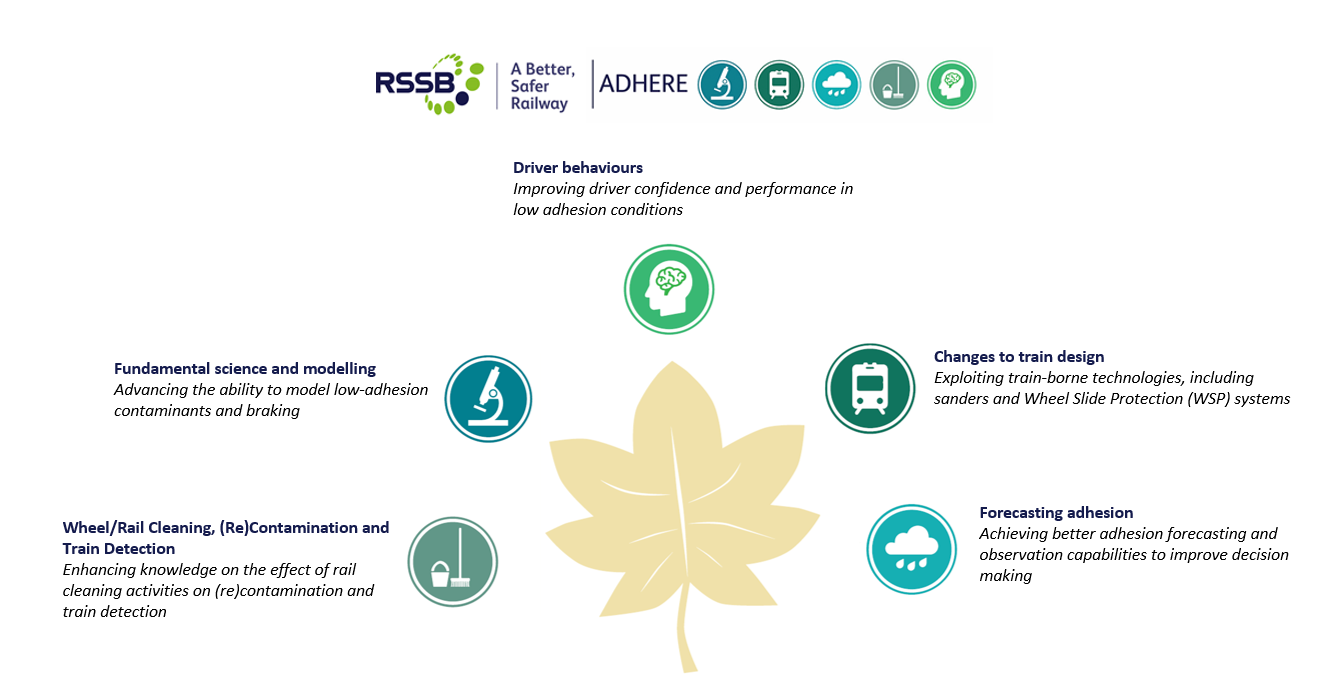 RSSB
A Better,
Safer
Railway
ADHERE
Driver behaviours
Improving driver confidence and performance in
low adhesion conditions
Fundamental science and modelling
Advancing the ability to model low-adhesion
contaminants and braking
Changes to train design
Exploiting train-borne technologies, including
sanders and Wheel Slide Protection (WSP) systems
Wheel/Rail Cleaning, (Re)Contamination and
Train Detection
Enhancing knowledge on the effect of rail
cleaning activities on (re)contamination and
train detection
Forecasting adhesion
Achieving better adhesion forecasting and
observation capabilities to improve decision
making